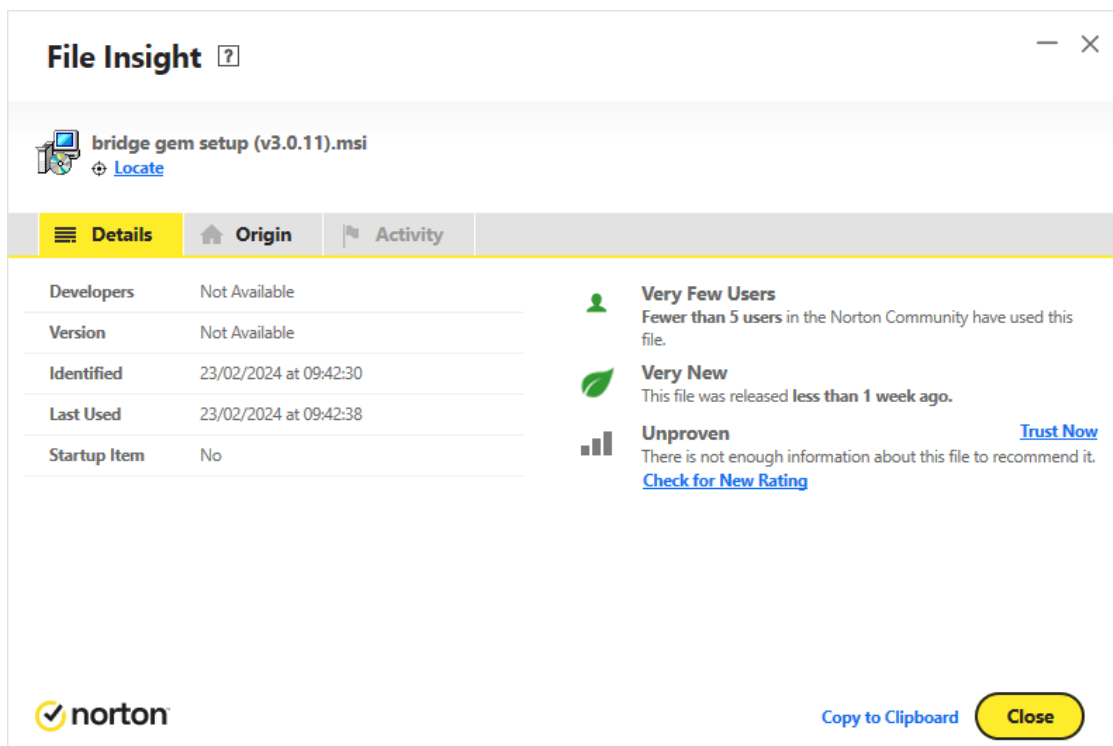 File Insight ?
bridge gem setup (v3.0.11).msi
Locate
Details Origin Activity
Developers Not Available
Version Not Available
Identified 23/02/2024 at 09:42:30
Last Used 23/02/2024 at 09:42:38
Startup Item No
Very Few Users
Fewer than 5 users in the Norton Community have used this
file.
Very New
This file was released less than 1 week ago.
Unproven Trust Now
There is not enough information about this file to recommend it.
Check for New Rating
norton
Copy to Clipboard Close